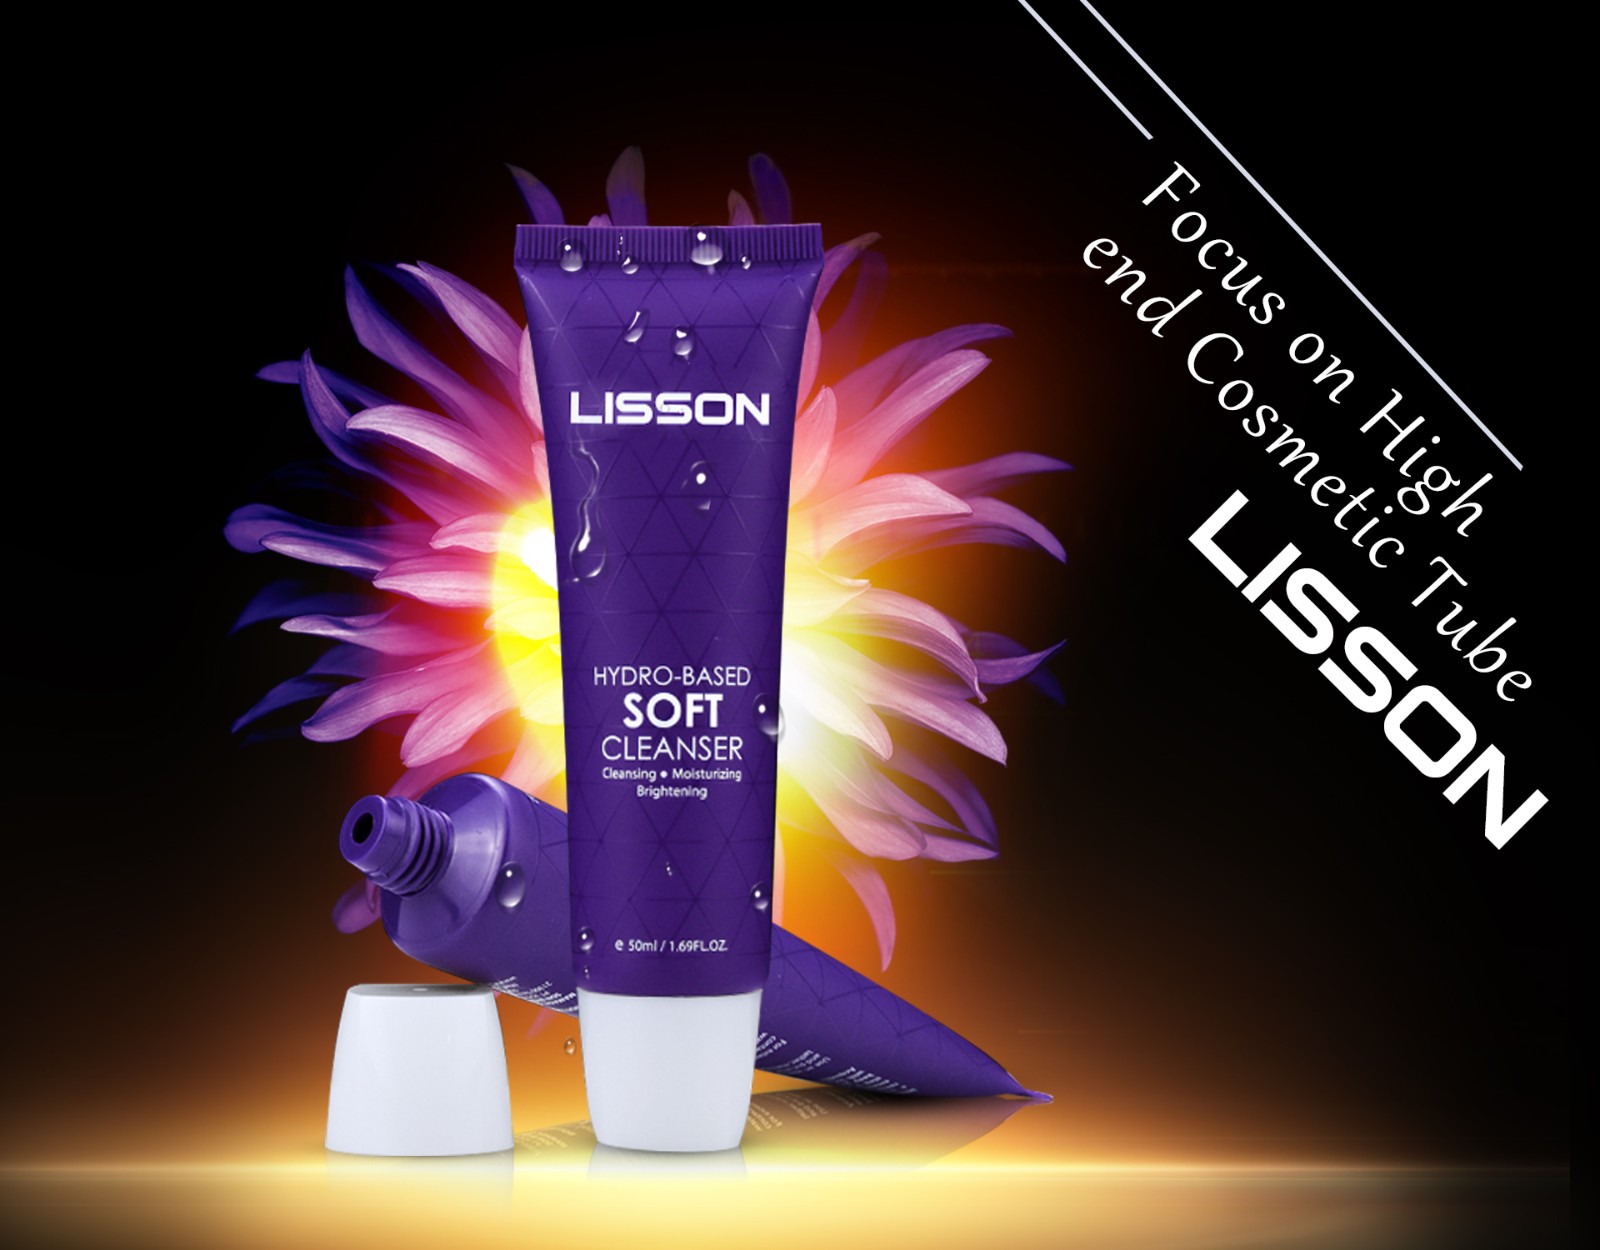 Focus on High
end Cosmetic Tube
LISSON
LISSON
HYDRO-BASED
SOFT
CLEANSER
Cleansing • Moisturizing
Brightening
℮ 50ml / 1.69FL.OZ.